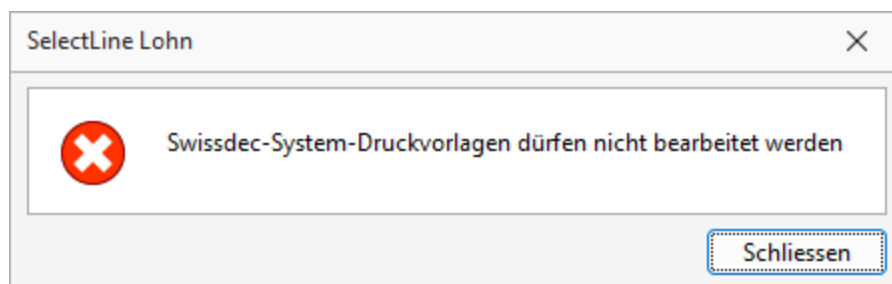 SelectLine Lohn
Swissdec-System-Druckvorlagen dürfen nicht bearbeitet werden
Schliessen